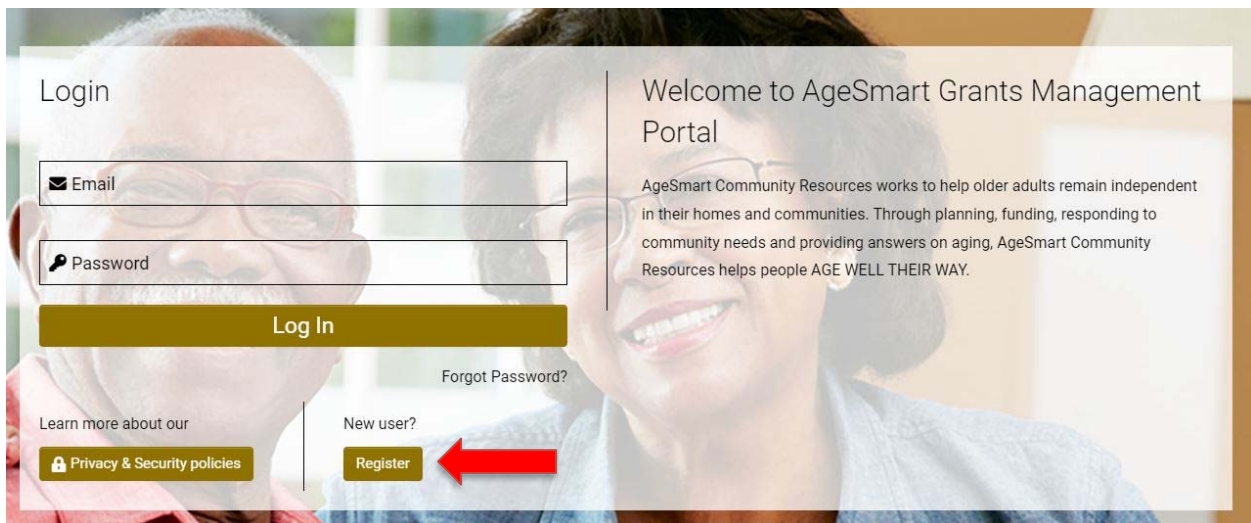 Login
Email
Password
Log In
Forgot Password?
Learn more about our
Privacy & Security policies
New user?
Register
Welcome to AgeSmart Grants Management
Portal
AgeSmart Community Resources works to help older adults remain independent
in their homes and communities. Through planning, funding, responding to
community needs and providing answers on aging, AgeSmart Community
Resources helps people AGE WELL THEIR WAY.